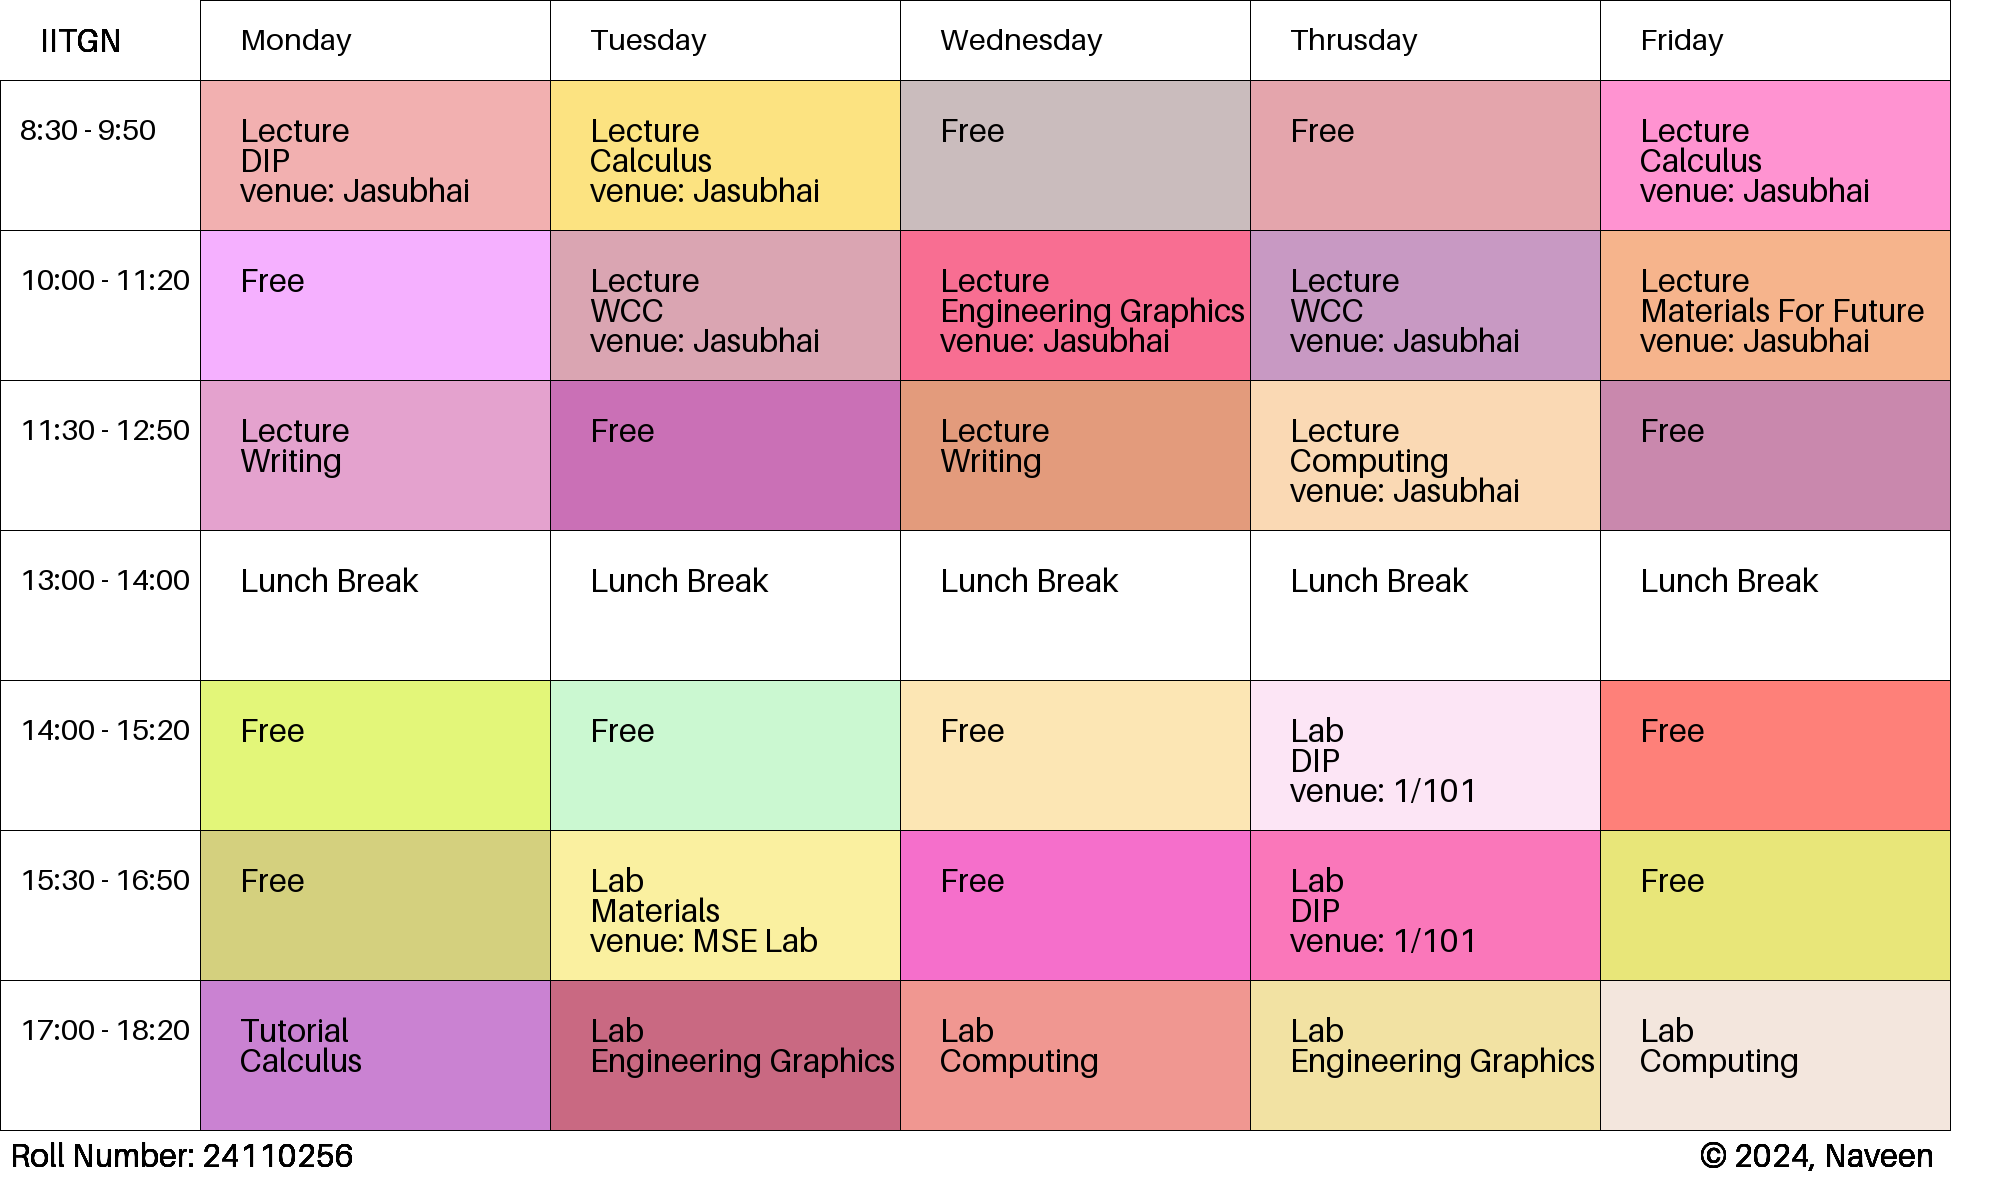 IITGN Monday Tuesday Wednesday Thrusday Friday
8:30 - 9:50
Lecture
DIP
venue: Jasubhai
Lecture
Calculus
venue: Jasubhai
Free
Free
Lecture
Calculus
venue: Jasubhai
10:00 - 11:20
Free
Lecture
WCC
venue: Jasubhai
Lecture
Engineering Graphics
venue: Jasubhai
Lecture
WCC
venue: Jasubhai
Lecture
Materials For Future
venue: Jasubhai
11:30 - 12:50
Lecture
Writing
Free
Lecture
Writing
Lecture
Computing
venue: Jasubhai
Free
13:00 - 14:00
Lunch Break
Lunch Break
Lunch Break
Lunch Break
Lunch Break
14:00 - 15:20
Free
Free
Free
Lab
DIP
venue: 1/101
Free
15:30 - 16:50
Free
Lab
Materials
venue: MSE Lab
Free
Lab
DIP
venue: 1/101
Free
17:00 - 18:20
Tutorial
Calculus
Lab
Engineering Graphics
Lab
Computing
Lab
Engineering Graphics
Lab
Computing
Roll Number: 24110256
© 2024, Naveen